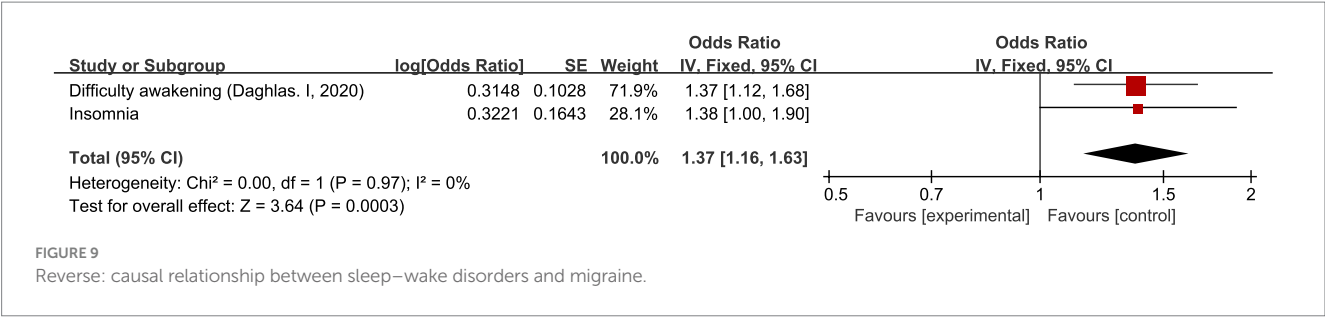 Odds Ratio Odds Ratio
Study or Subgroup log[Odds Ratio] SE Weight IV, Fixed, 95% CI IV, Fixed, 95% CI
Difficulty awakening (Daghlas. I, 2020) 0.3148 0.1028 71.9% 1.37 [1.12, 1.68]
Insomnia 0.3221 0.1643 28.1% 1.38 [1.00, 1.90]
Total (95% CI) 100.0% 1.37 [1.16, 1.63]
Heterogeneity: Chi² = 0.00, df = 1 (P = 0.97); I² = 0%
Test for overall effect: Z = 3.64 (P = 0.0003)
0.5 0.7 1 1.5 2
Favours [experimental] Favours [control]
FIGURE 9
Reverse: causal relationship between sleep–wake disorders and migraine.